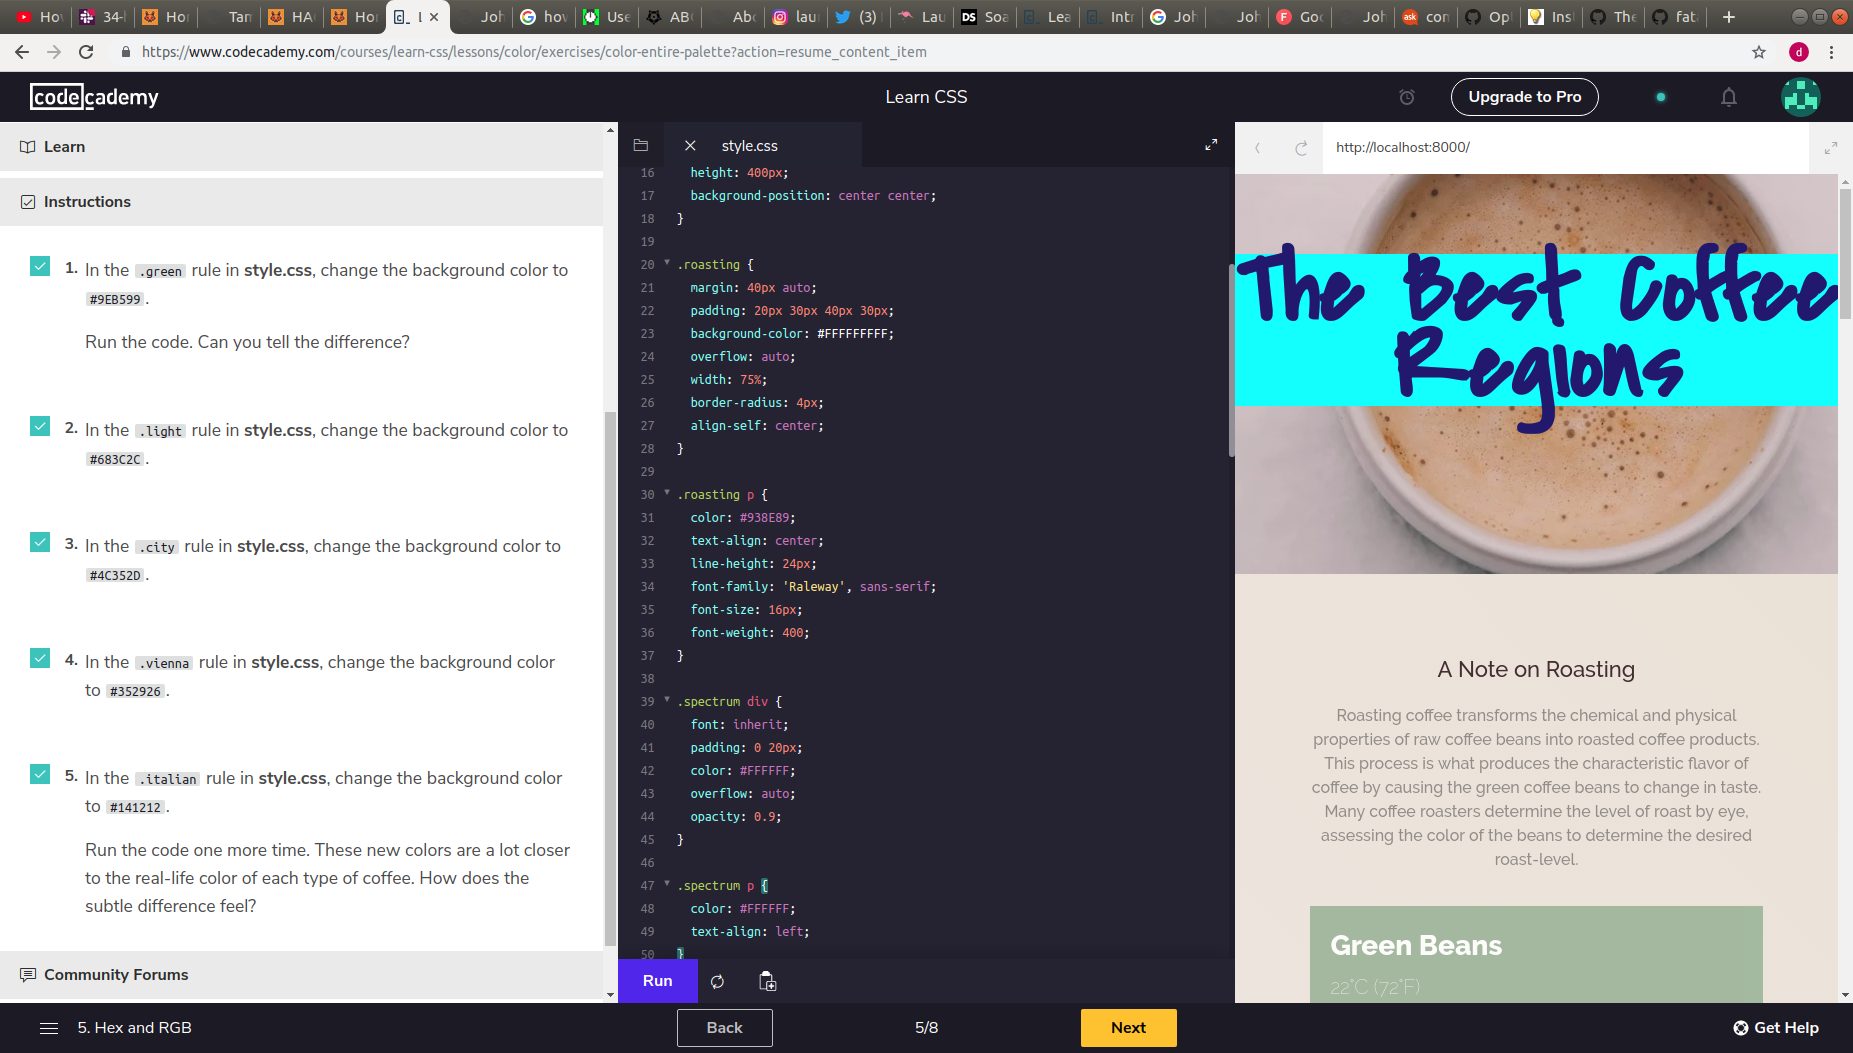 Hov
34-l
Hor
Tan
HAC
Hor
l
Joh
hov
Use
ABC
Abc
laur
(3)
Lau
DS Soa
Lea
Intr
Joh
Joh
Goc
Joh
ask con
Opl
Inst
The
fat
https://www.codecademy.com/courses/learn-css/lessons/color/exercises/color-entire-palette?action=resume_content_item
d
codecademy
Learn CSS
Upgrade to Pro
Learn
Instructions
1. In the .green rule in style.css, change the background color to
#9EB599.
Run the code. Can you tell the difference?
2. In the .light rule in style.css, change the background color to
#683C2C.
3. In the .city rule in style.css, change the background color to
#4C352D.
4. In the .vienna rule in style.css, change the background color
to #352926.
5. In the .italian rule in style.css, change the background color
to #141212.
Run the code one more time. These new colors are a lot closer
to the real-life color of each type of coffee. How does the
subtle difference feel?
Community Forums
style.css
16 height: 400px;
17 background-position: center center;
18 }
19
20 .roasting {
21 margin: 40px auto;
22 padding: 20px 30px 40px 30px;
23 background-color: #FFFFFFFFF;
24 overflow: auto;
25 width: 75%;
26 border-radius: 4px;
27 align-self: center;
28 }
29
30 .roasting p {
31 color: #938E89;
32 text-align: center;
33 line-height: 24px;
34 font-family: 'Raleway', sans-serif;
35 font-size: 16px;
36 font-weight: 400;
37 }
38
39 .spectrum div {
40 font: inherit;
41 padding: 0 20px;
42 color: #FFFFFF;
43 overflow: auto;
44 opacity: 0.9;
45 }
46
47 .spectrum p {
48 color: #FFFFFF;
49 text-align: left;
50 }
Run
http://localhost:8000/
The Best Coffee
Regions
A Note on Roasting
Roasting coffee transforms the chemical and physical
properties of raw coffee beans into roasted coffee products.
This process is what produces the characteristic flavor of
coffee by causing the green coffee beans to change in taste.
Many coffee roasters determine the level of roast by eye,
assessing the color of the beans to determine the desired
roast-level.
Green Beans
22°C (72°F)
5. Hex and RGB
Back
5/8
Next
Get Help